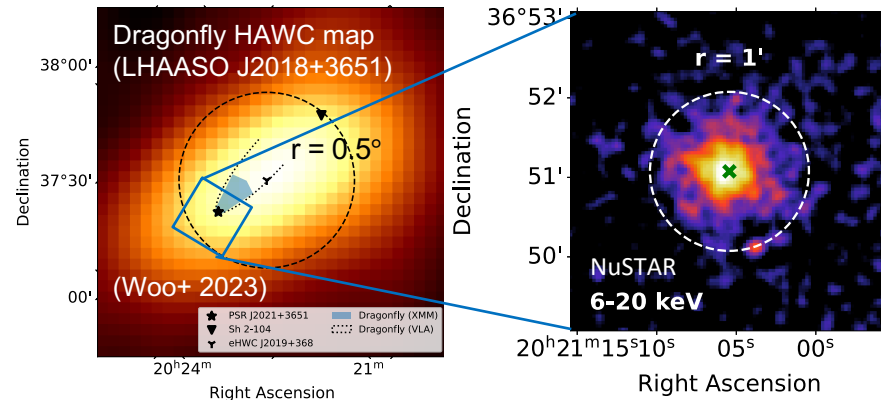 Dragonfly HAWC map
(LHAASO J2018+3651)
r = 0.5°
(Woo+ 2023)
38°00'
37°30'
00'
Declination
PSR J2021+3651
Sh 2-104
eHWC J2019+368
Dragonfly (XMM)
Dragonfly (VLA)
20ʰ24ᵐ
21ᵐ
Right Ascension
36°53'
52'
51'
50'
Declination
r = 1'
NuSTAR
6-20 keV
20ʰ21ᵐ15ˢ
10ˢ
05ˢ
00ˢ
Right Ascension